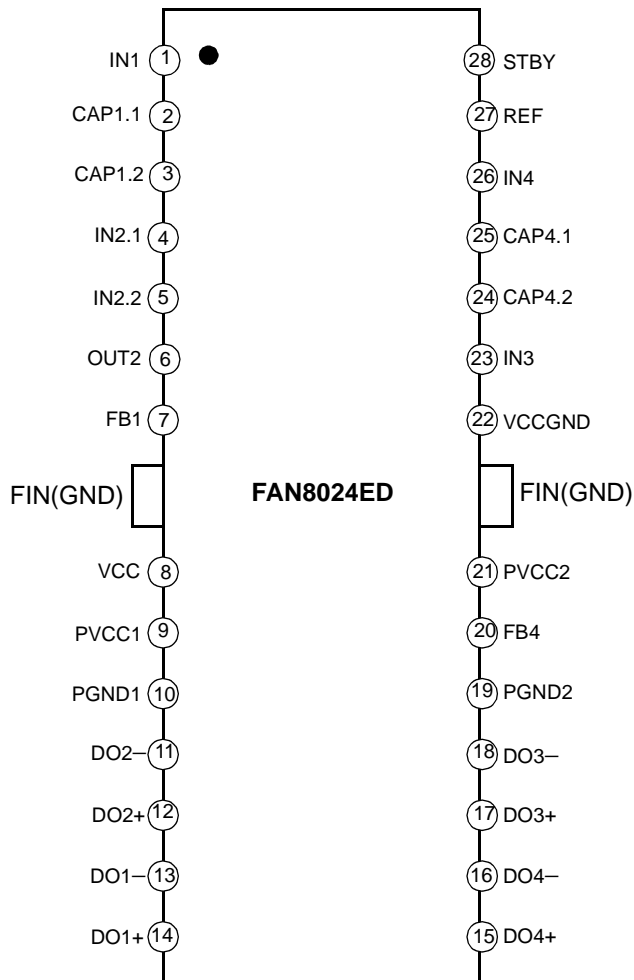 IN1 1 28 STBY
CAP1.1 2 27 REF
CAP1.2 3 26 IN4
IN2.1 4 25 CAP4.1
IN2.2 5 24 CAP4.2
OUT2 6 23 IN3
FB1 7 22 VCCGND
FIN(GND) FAN8024ED FIN(GND)
VCC 8 21 PVCC2
PVCC1 9 20 FB4
PGND1 10 19 PGND2
DO2− 11 18 DO3−
DO2+ 12 17 DO3+
DO1− 13 16 DO4−
DO1+ 14 15 DO4+